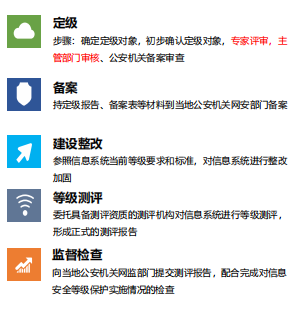 定级
步骤：确定定级对象，初步确认定级对象，专家评审，主
管部门审核、公安机关备案审查
备案
持定级报告、备案表等材料到当地公安机关网安部门备案
建设整改
参照信息系统当前等级要求和标准，对信息系统进行整改
加固
等级测评
委托具备测评资质的测评机构对信息系统进行等级测评，
形成正式的测评报告
监督检查
向当地公安机关网监部门提交测评报告，配合完成对信息
安全等级保护实施情况的检查